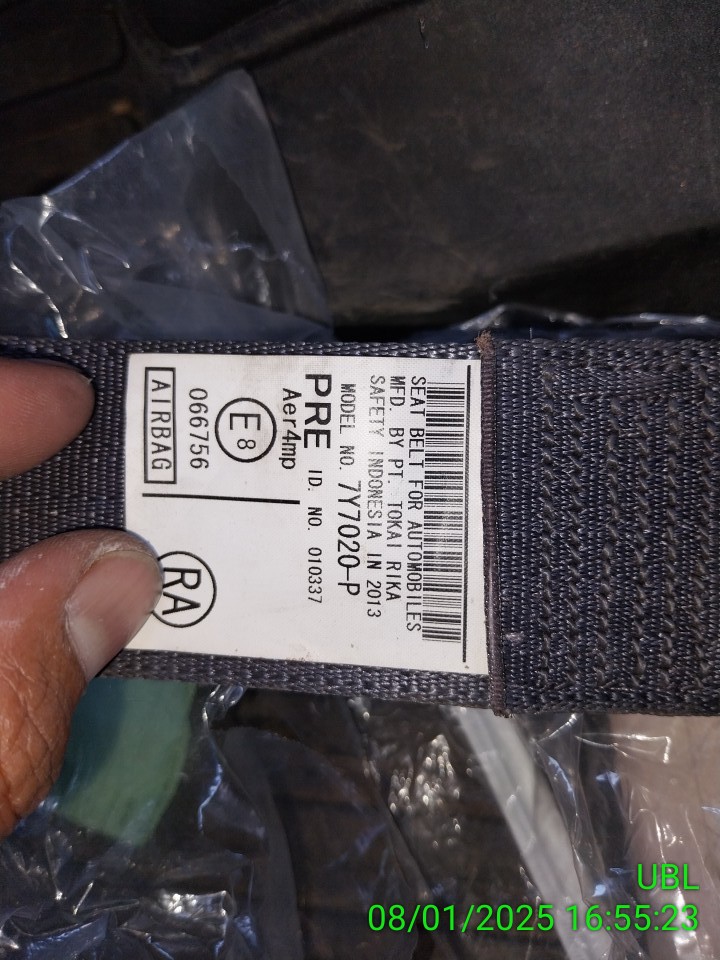 SEAT BELT FOR AUTOMOBILES
MFD. BY PT. TOKAI RIKA
SAFETY INDONESIA IN 2013
MODEL NO. 7Y7020-P
PRE ID. NO. 010337
Aer4mp
E8
066756
AIRBAG
RA
UBL
08/01/2025 16:55:23